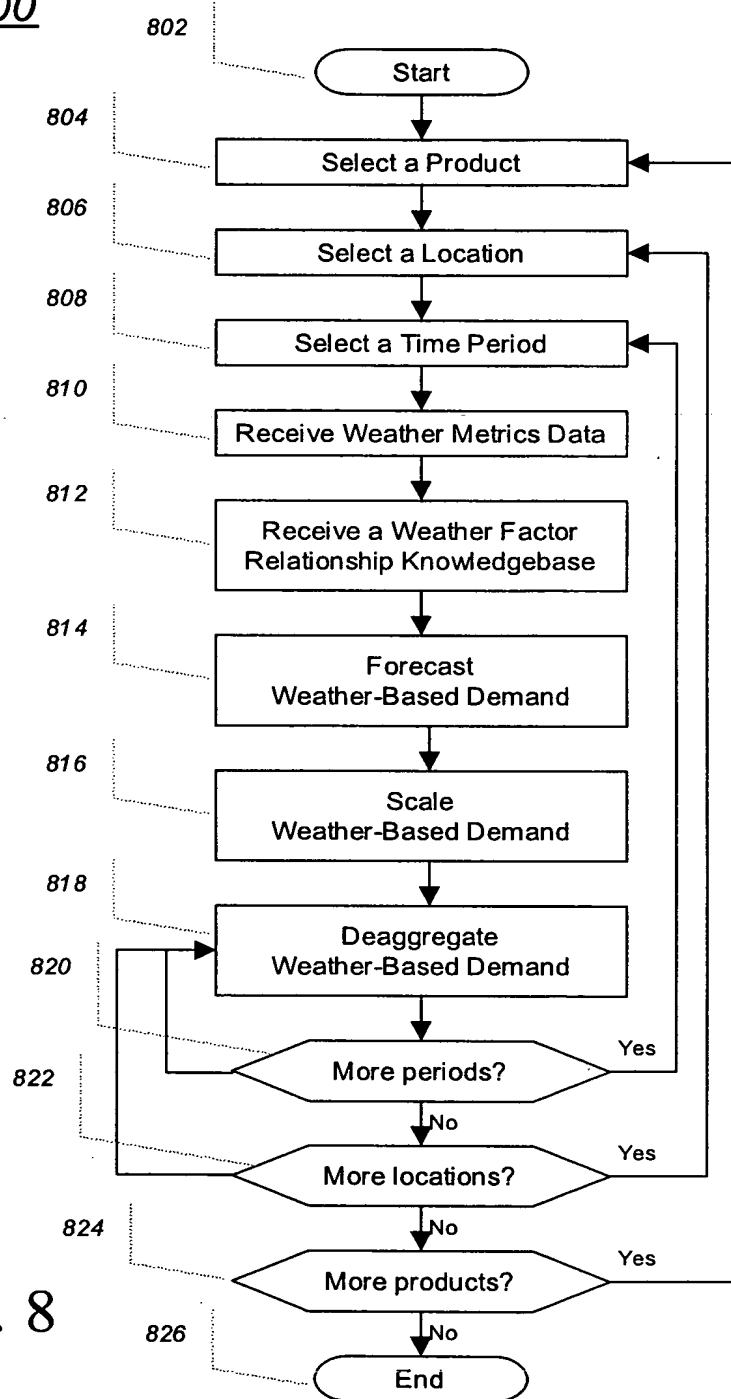 00
802
Start
804
Select a Product
806
Select a Location
808
Select a Time Period
810
Receive Weather Metrics Data
812
Receive a Weather Factor
Relationship Knowledgebase
814
Forecast
Weather-Based Demand
816
Scale
Weather-Based Demand
818
Deaggregate
Weather-Based Demand
820
More periods?
Yes
No
822
More locations?
Yes
No
824
More products?
Yes
No
. 8
826
End